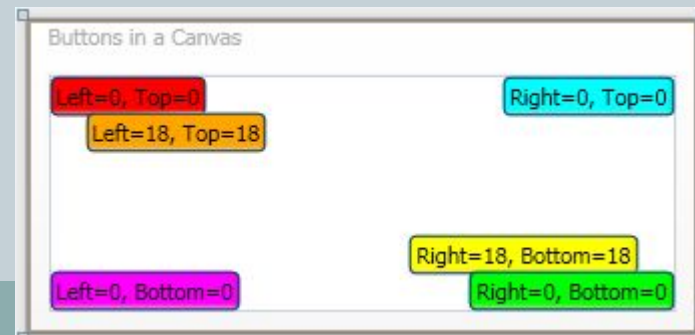 Buttons in a Canvas
Left=0, Top=0
Right=0, Top=0
Left=18, Top=18
Right=18, Bottom=18
Left=0, Bottom=0
Right=0, Bottom=0